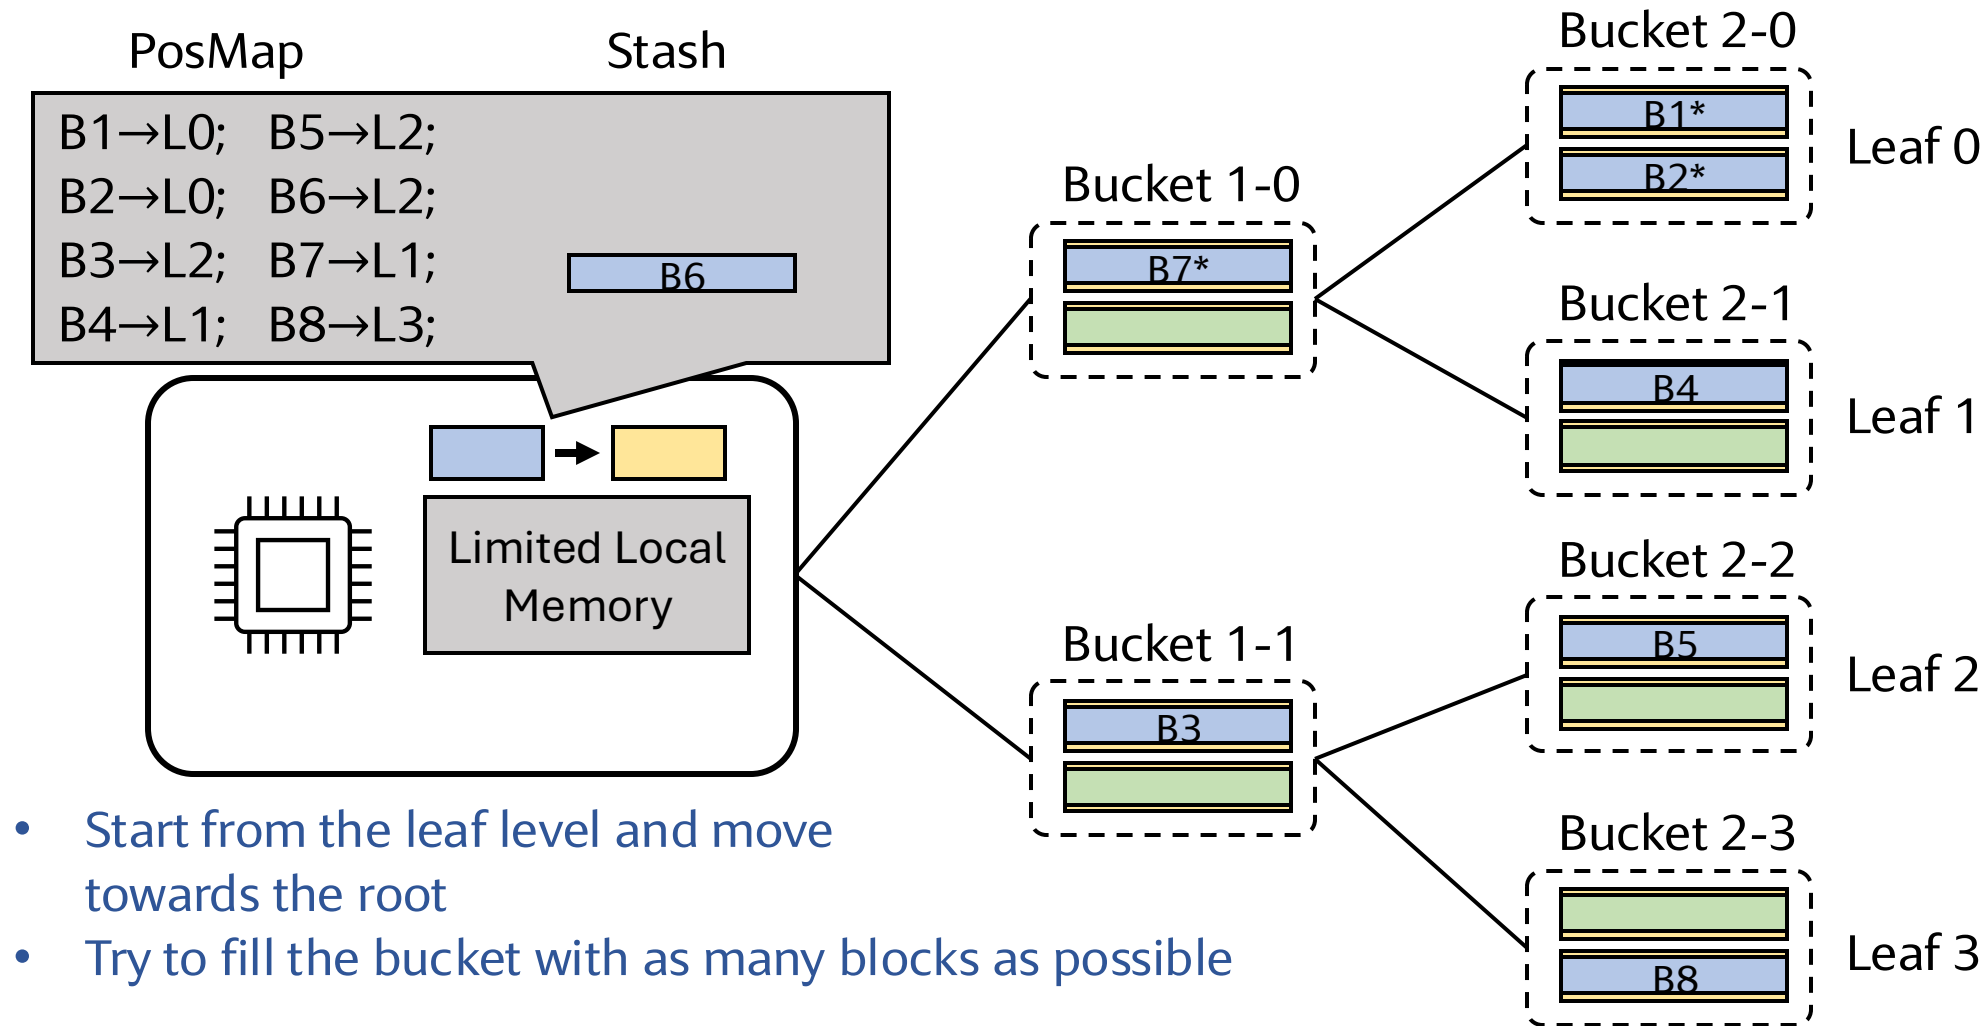 PosMap
Stash
B1→L0; B5→L2;
B2→L0; B6→L2;
B3→L2; B7→L1;
B4→L1; B8→L3;
B6
Limited Local
Memory
Bucket 1-0
B7*
Bucket 1-1
B3
Bucket 2-0
B1*
B2*
Leaf 0
Bucket 2-1
B4
Leaf 1
Bucket 2-2
B5
Leaf 2
Bucket 2-3
B8
Leaf 3
• Start from the leaf level and move
towards the root
• Try to fill the bucket with as many blocks as possible